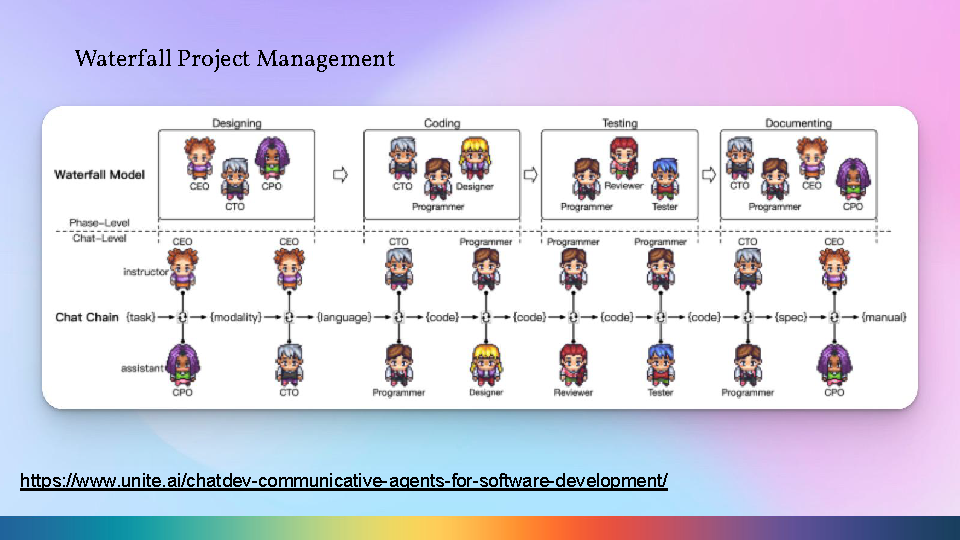 Waterfall Project Management
Designing Coding Testing Documenting
Waterfall Model
CEO CTO CPO
CTO Programmer Designer
Programmer Reviewer Tester
CTO Programmer CEO CPO
Phase-Level
Chat-Level
CEO CEO CTO Programmer Programmer Programmer CTO CEO
instructor
Chat Chain {task} {modality} {language} {code} {code} {code} {code} {spec} {manual}
assistant
CPO CTO Programmer Designer Reviewer Tester Programmer CPO
https://www.unite.ai/chatdev-communicative-agents-for-software-development/